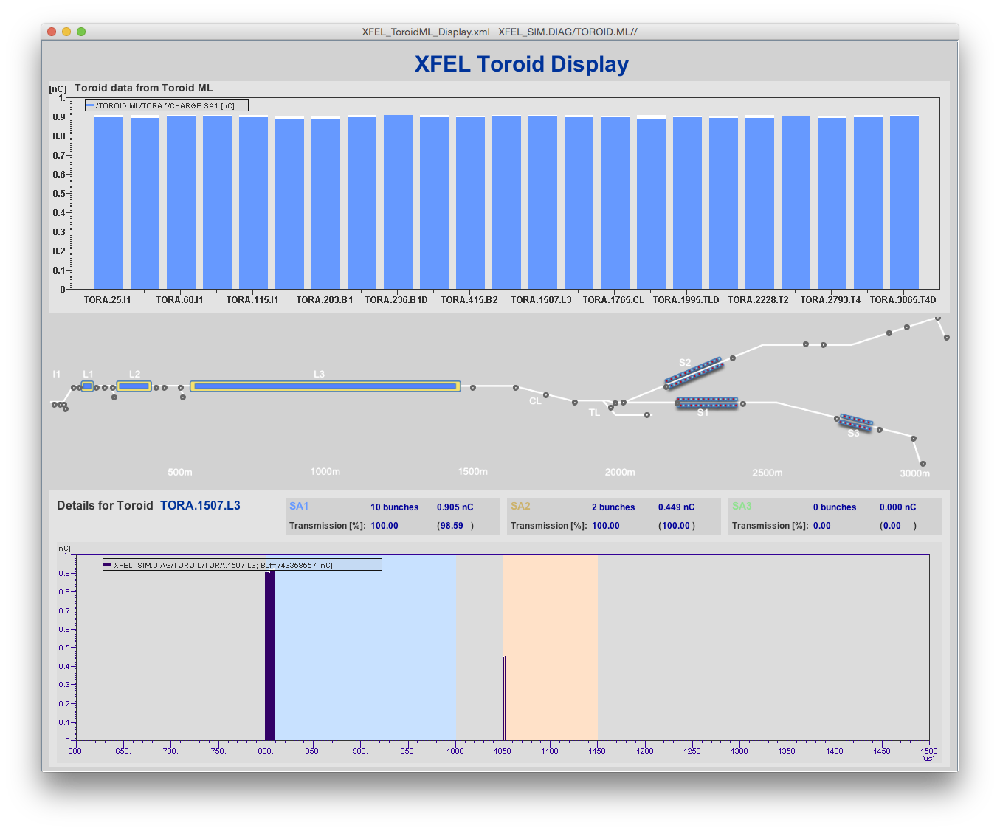 XFEL_ToroidML_Display.xml XFEL_SIM.DIAG/TOROID.ML//
XFEL Toroid Display
[nC] Toroid data from Toroid ML
/TOROID.ML/TORA.*/CHARGE.SA1 [nC]
1.
0.9
0.8
0.7
0.6
0.5
0.4
0.3
0.2
0.1
0
TORA.25.I1 TORA.60.I1 TORA.115.I1 TORA.203.B1 TORA.236.B1D TORA.415.B2 TORA.1507.L3 TORA.1765.CL TORA.1995.TLD TORA.2228.T2 TORA.2793.T4 TORA.3065.T4D
I1 L1 L2 L3 CL TL S2 S1 S3
500m 1000m 1500m 2000m 2500m 3000m
Details for Toroid TORA.1507.L3
SA1 10 bunches 0.905 nC
Transmission [%]: 100.00 (98.59 )
SA2 2 bunches 0.449 nC
Transmission [%]: 100.00 (100.00 )
SA3 0 bunches 0.000 nC
Transmission [%]: 0.00 (0.00 )
[nC]
XFEL_SIM.DIAG/TOROID/TORA.1507.L3; Buf=743358557 [nC]
1.
0.9
0.8
0.7
0.6
0.5
0.4
0.3
0.2
0.1
0
600. 650. 700. 750. 800. 850. 900. 950. 1000 1050 1100 1150 1200 1250 1300 1350 1400 1450 1500
[us]